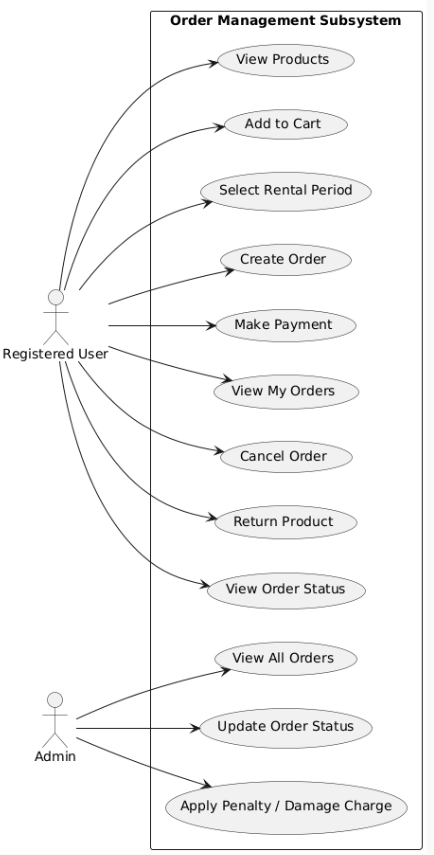 Order Management Subsystem
View Products
Add to Cart
Select Rental Period
Create Order
Make Payment
Registered User
View My Orders
Cancel Order
Return Product
View Order Status
View All Orders
Update Order Status
Admin
Apply Penalty / Damage Charge